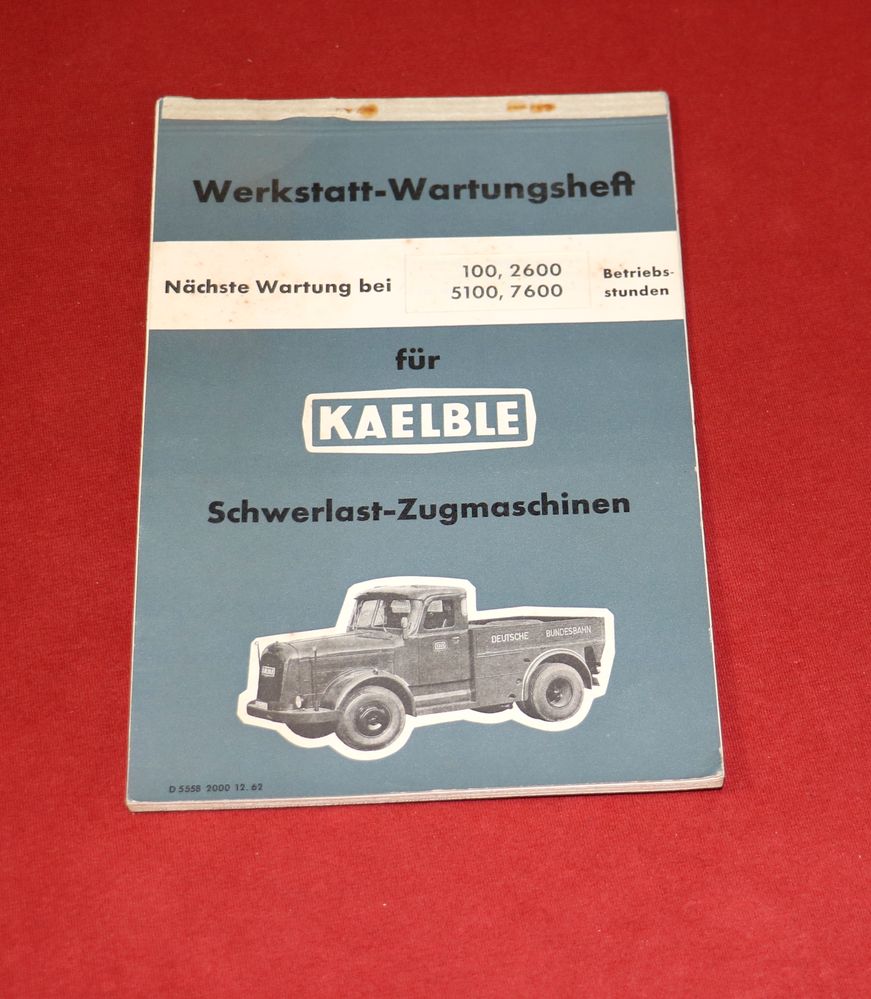 Werkstatt-Wartungsheft
Nächste Wartung bei
100, 2600
5100, 7600
Betriebs-
stunden
für
KAELBLE
Schwerlast-Zugmaschinen
DEUTSCHE BUNDESBAHN
D 555B 2000 12.62